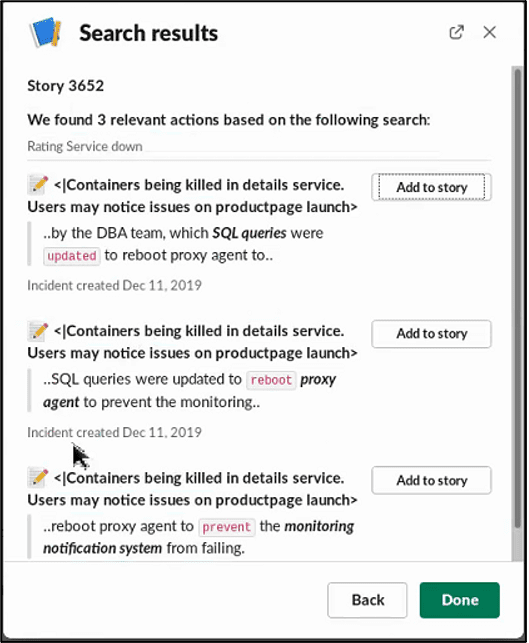 Search results
Story 3652
We found 3 relevant actions based on the following search:
Rating Service down
<|Containers being killed in details service.
Add to story
Users may notice issues on productpage launch>
..by the DBA team, which SQL queries were
updated to reboot proxy agent to..
Incident created Dec 11, 2019
<|Containers being killed in details service.
Add to story
Users may notice issues on productpage launch>
..SQL queries were updated to reboot proxy
agent to prevent the monitoring..
Incident created Dec 11, 2019
<|Containers being killed in details service.
Add to story
Users may notice issues on productpage launch>
..reboot proxy agent to prevent the monitoring
notification system from failing.
Back
Done